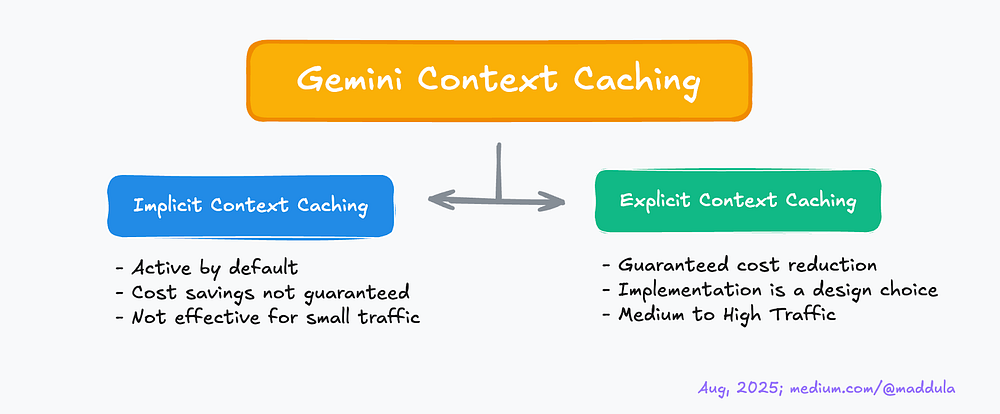 Gemini Context Caching
Implicit Context Caching
- Active by default
- Cost savings not guaranteed
- Not effective for small traffic
Explicit Context Caching
- Guaranteed cost reduction
- Implementation is a design choice
- Medium to High Traffic
Aug, 2025; medium.com/@maddula